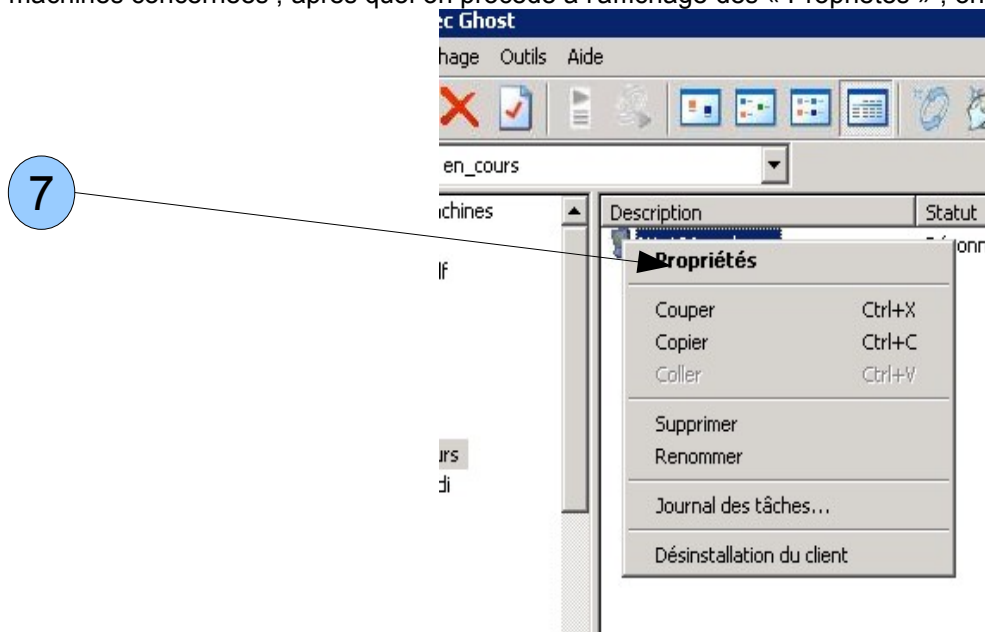 machines concernées , après quoi on procède à l'affichage des « Propriétés » , en
ec Ghost
hage Outils Aide
en_cours
chines
Description Statut
7
Propriétés
lf
Couper Ctrl+X
Copier Ctrl+C
Coller Ctrl+V
Supprimer
urs
Renommer
di
Journal des tâches...
Désinstallation du client